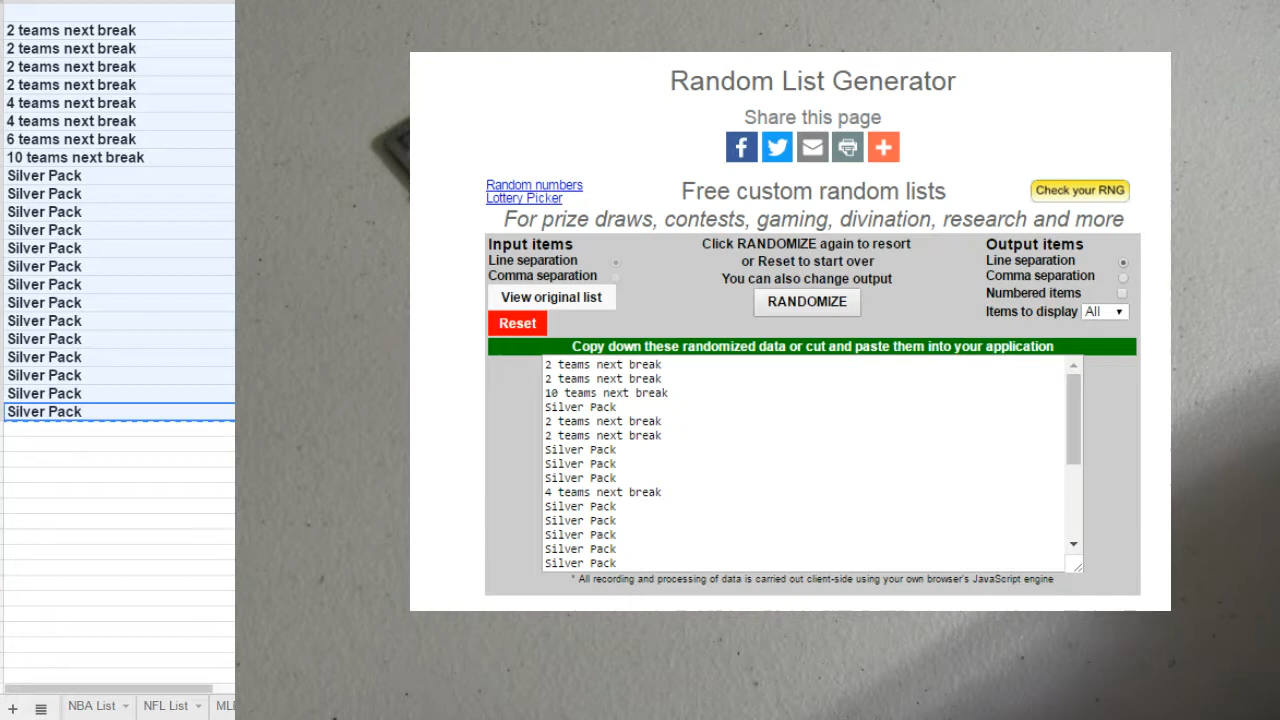 2 teams next break
2 teams next break
2 teams next break
2 teams next break
4 teams next break
4 teams next break
6 teams next break
10 teams next break
Silver Pack
Silver Pack
Silver Pack
Silver Pack
Silver Pack
Silver Pack
Silver Pack
Silver Pack
Silver Pack
Silver Pack
Silver Pack
Silver Pack
Silver Pack
Silver Pack
NBA List
NFL List
Random List Generator
Share this page
Random numbers
Lottery Picker
Free custom random lists
Check your RNG
For prize draws, contests, gaming, divination, research and more
Input items
Line separation
Comma separation
View original list
Reset
Click RANDOMIZE again to resort
or Reset to start over
You can also change output
RANDOMIZE
Output items
Line separation
Comma separation
Numbered items
Items to display All
Copy down these randomized data or cut and paste them into your application
2 teams next break
2 teams next break
10 teams next break
Silver Pack
2 teams next break
2 teams next break
Silver Pack
Silver Pack
Silver Pack
4 teams next break
Silver Pack
Silver Pack
Silver Pack
Silver Pack
Silver Pack
* All recording and processing of data is carried out client-side using your own browser's JavaScript engine